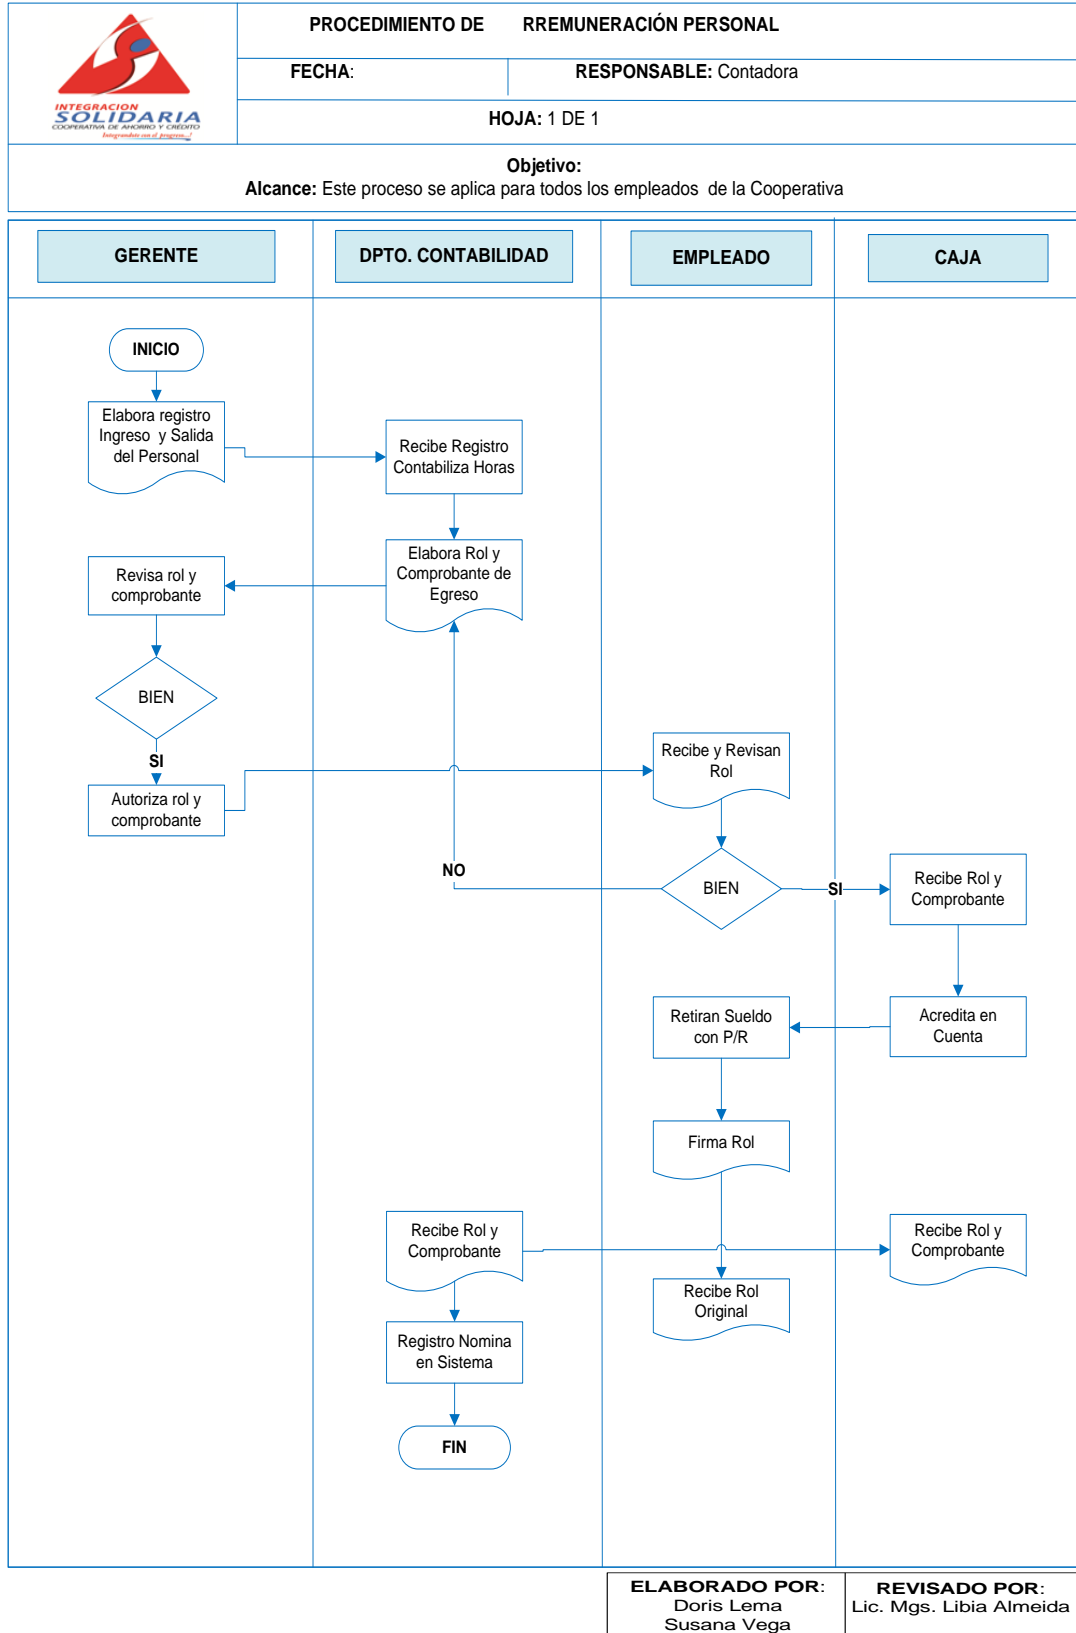 INTEGRACION
SOLIDARIA
COOPERATIVA DE AHORRO Y CRÉDITO
Integrandote con el progreso...!
PROCEDIMIENTO DE RREMUNERACIÓN PERSONAL
FECHA:
RESPONSABLE: Contadora
HOJA: 1 DE 1
Objetivo:
Alcance: Este proceso se aplica para todos los empleados de la Cooperativa
GERENTE
DPTO. CONTABILIDAD
EMPLEADO
CAJA
INICIO
Elabora registro
Ingreso y Salida
del Personal
Recibe Registro
Contabiliza Horas
Elabora Rol y
Comprobante de
Egreso
Revisa rol y
comprobante
BIEN
SI
Autoriza rol y
comprobante
Recibe y Revisan
Rol
BIEN
NO
SI
Recibe Rol y
Comprobante
Acredita en
Cuenta
Retiran Sueldo
con P/R
Firma Rol
Recibe Rol y
Comprobante
Recibe Rol y
Comprobante
Recibe Rol
Original
Registro Nomina
en Sistema
FIN
ELABORADO POR:
Doris Lema
Susana Vega
REVISADO POR:
Lic. Mgs. Libia Almeida